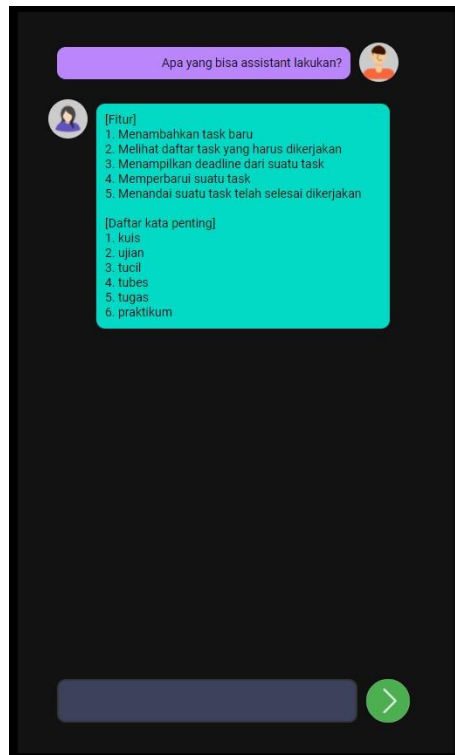 Apa yang bisa assistant lakukan?
[Fitur]
1. Menambahkan task baru
2. Melihat daftar task yang harus dikerjakan
3. Menampilkan deadline dari suatu task
4. Memperbarui suatu task
5. Menandai suatu task telah selesai dikerjakan
[Daftar kata penting]
1. kuis
2. ujian
3. tucil
4. tubes
5. tugas
6. praktikum